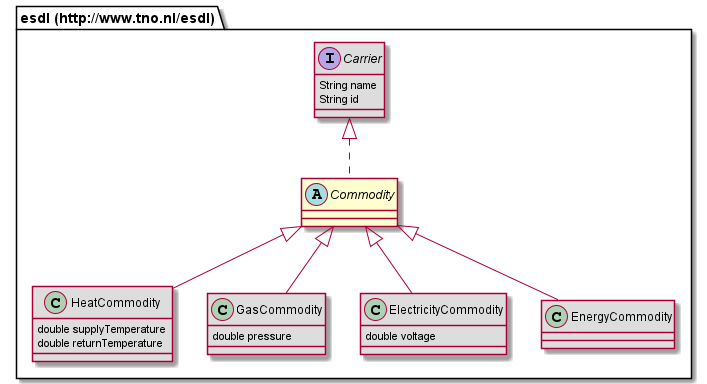 esdl (http://www.tno.nl/esdl)
I Carrier
String name
String id
A Commodity
C HeatCommodity
double supplyTemperature
double returnTemperature
C GasCommodity
double pressure
C ElectricityCommodity
double voltage
C EnergyCommodity